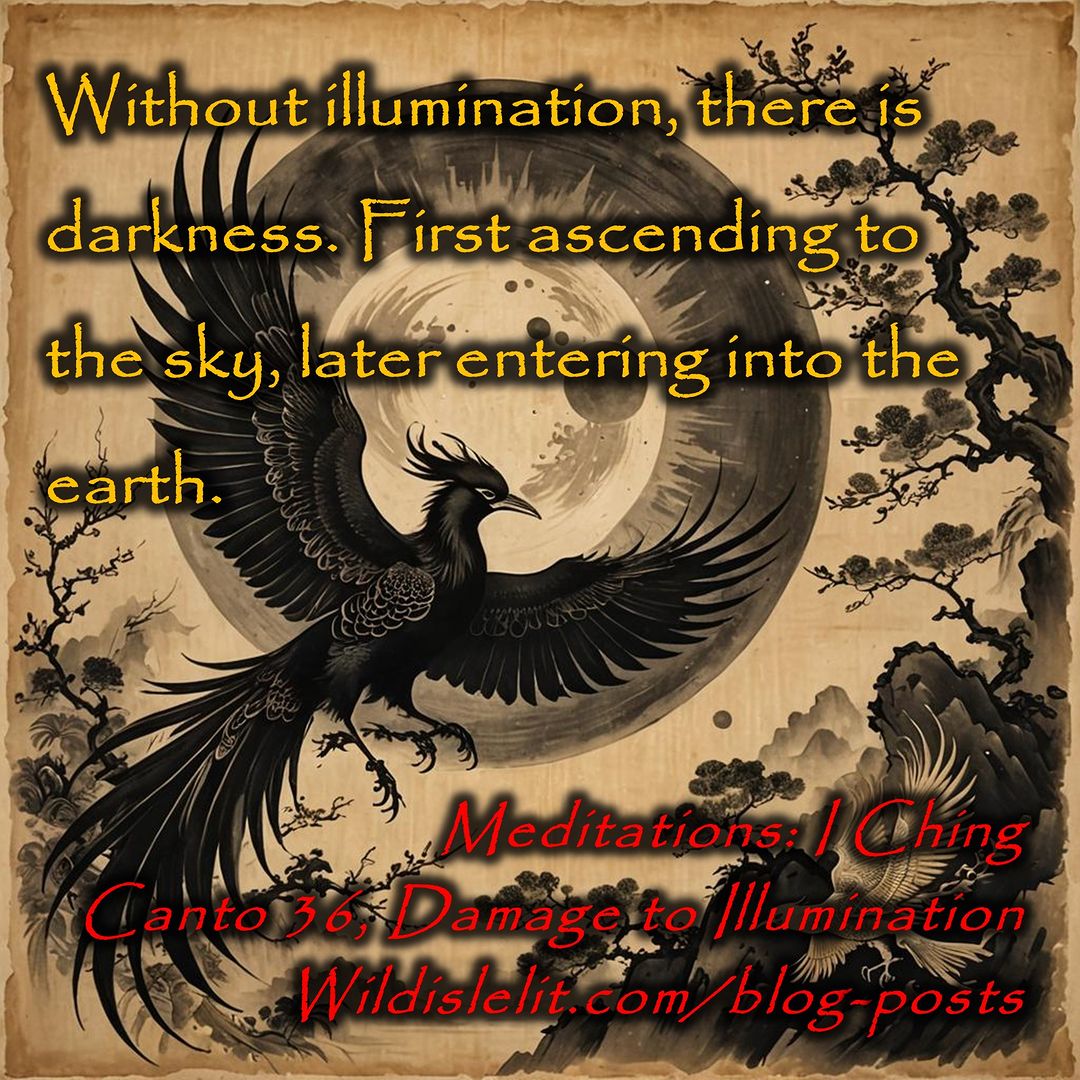 Without illumination, there is
darkness. First ascending to
the sky, later entering into the
earth.
Meditations: I Ching
Canto 36, Damage to Illumination
Wildislelit.com/blog-posts